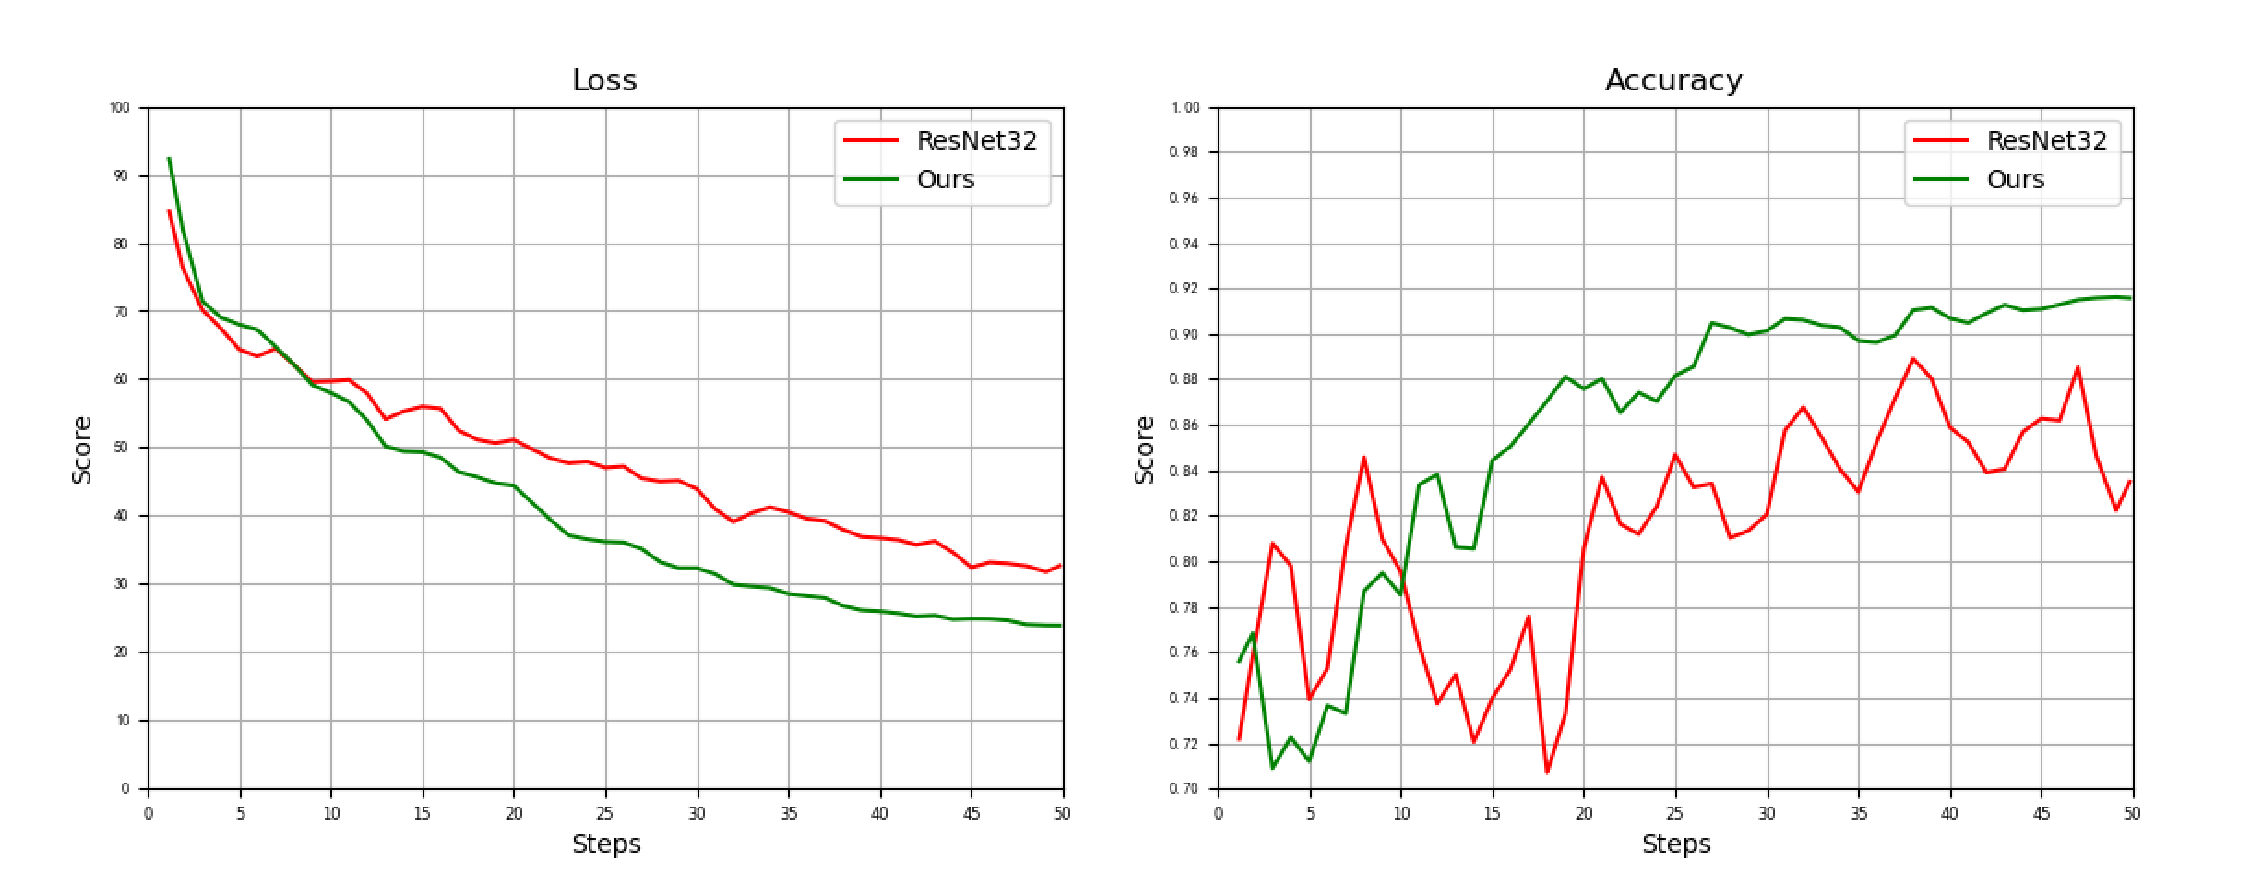 Loss
100
90
80
70
60
50
40
30
20
10
0
Score
0 5 10 15 20 25 30 35 40 45 50
Steps
ResNet32
Ours
Accuracy
1.00
0.98
0.96
0.94
0.92
0.90
0.88
0.86
0.84
0.82
0.80
0.78
0.76
0.74
0.72
0.70
Score
0 5 10 15 20 25 30 35 40 45 50
Steps
ResNet32
Ours